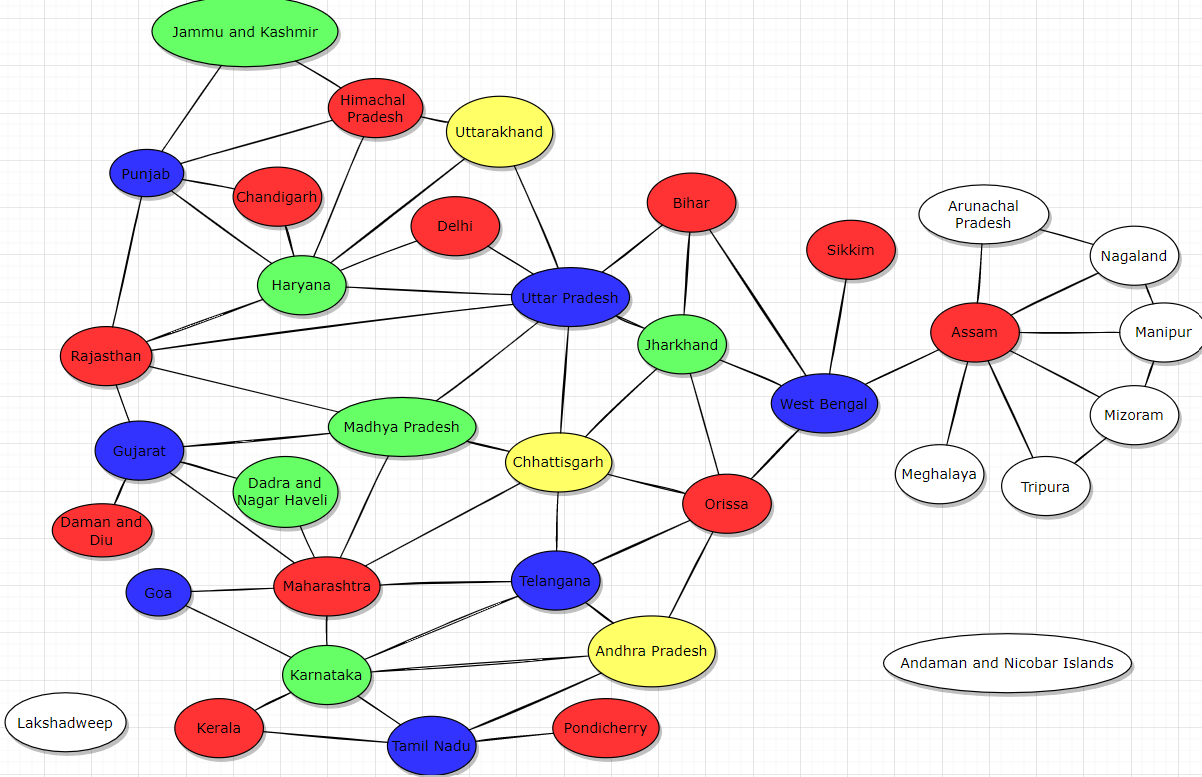 Jammu and Kashmir
Himachal
Pradesh
Uttarakhand
Punjab
Chandigarh
Bihar
Arunachal
Pradesh
Delhi
Sikkim
Nagaland
Haryana
Uttar Pradesh
Assam
Manipur
Jharkhand
Rajasthan
West Bengal
Mizoram
Madhya Pradesh
Gujarat
Chhattisgarh
Meghalaya
Dadra and
Nagar Haveli
Tripura
Orissa
Daman and
Diu
Telangana
Maharashtra
Goa
Andhra Pradesh
Andaman and Nicobar Islands
Karnataka
Lakshadweep
Kerala
Pondicherry
Tamil Nadu